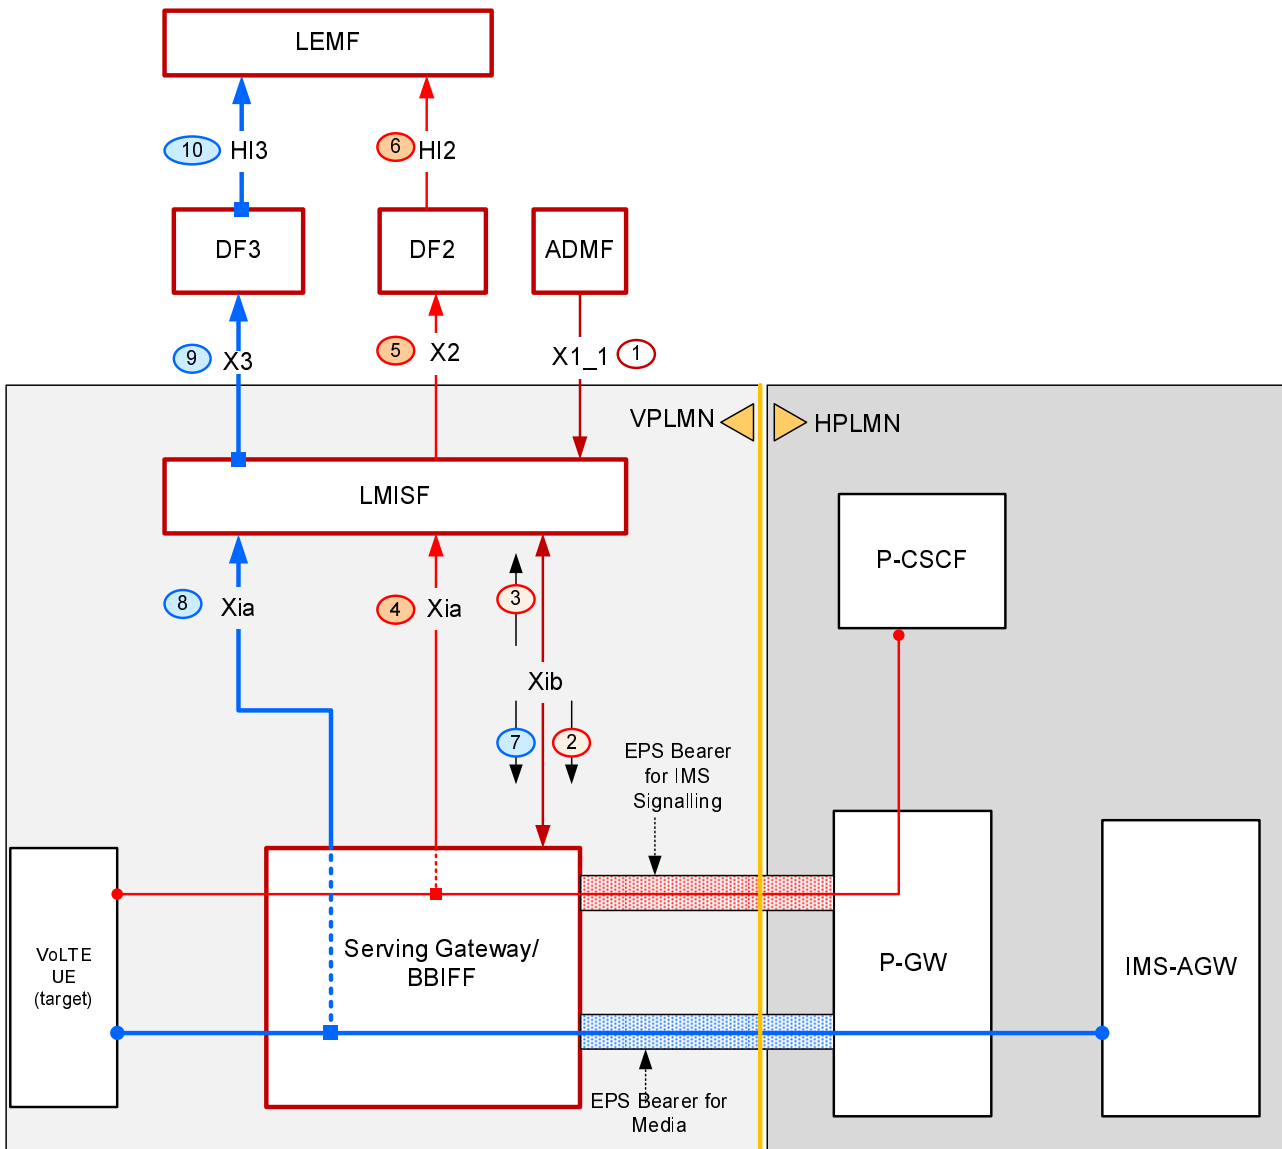 LEMF
10
HI3
6
HI2
DF3
DF2
ADMF
9
X3
5
X2
X1_1
1
VPLMN
HPLMN
LMISF
P-CSCF
8
Xia
4
Xia
3
Xib
7
2
EPS Bearer
for IMS
Signalling
VoLTE
UE
(target)
Serving Gateway/
BBIFF
P-GW
IMS-AGW
EPS Bearer for
Media